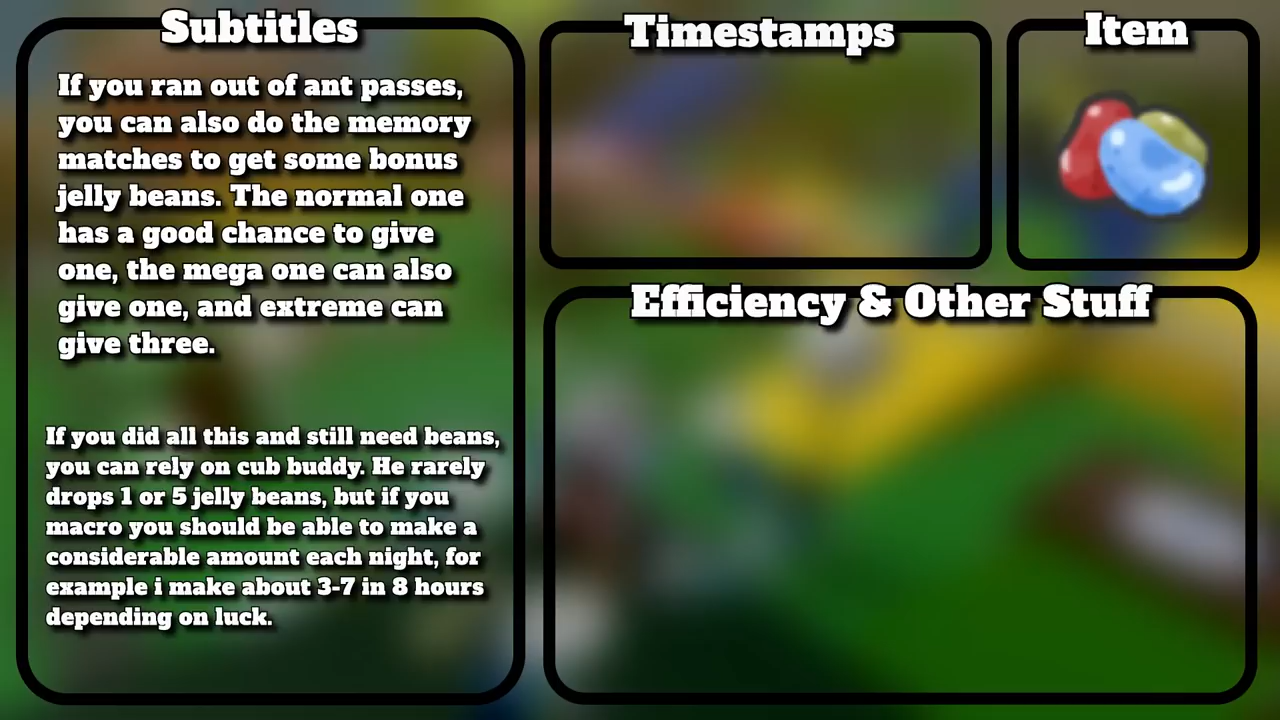 Subtitles
If you ran out of ant passes,
you can also do the memory
matches to get some bonus
jelly beans. The normal one
has a good chance to give
one, the mega one can also
give one, and extreme can
give three.
If you did all this and still need beans,
you can rely on cub buddy. He rarely
drops 1 or 5 jelly beans, but if you
macro you should be able to make a
considerable amount each night, for
example i make about 3-7 in 8 hours
depending on luck.
Timestamps
Item
Efficiency & Other Stuff